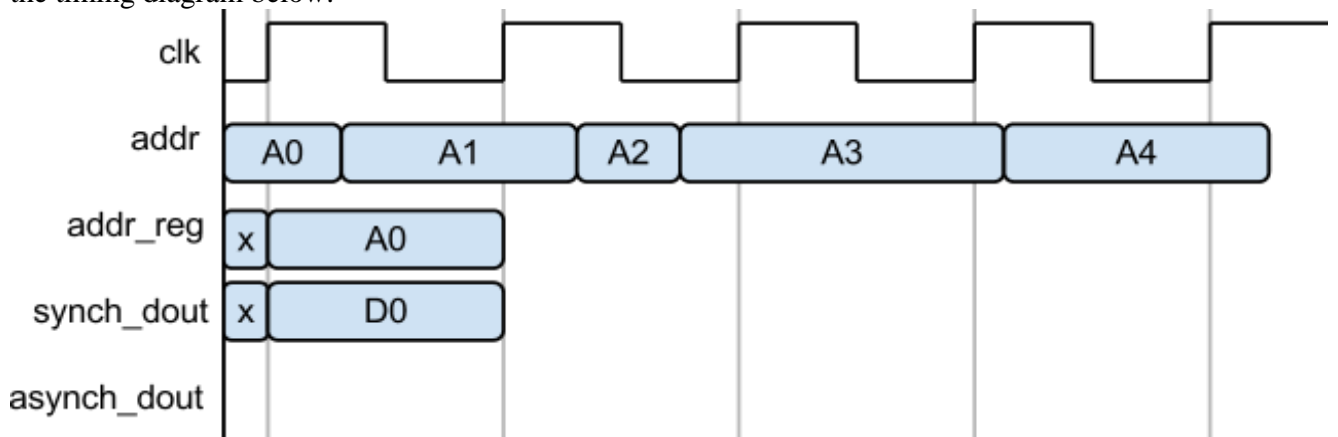 the timing diagram below.
clk
addr A0 A1 A2 A3 A4
addr_reg x A0
synch_dout x D0
asynch_dout